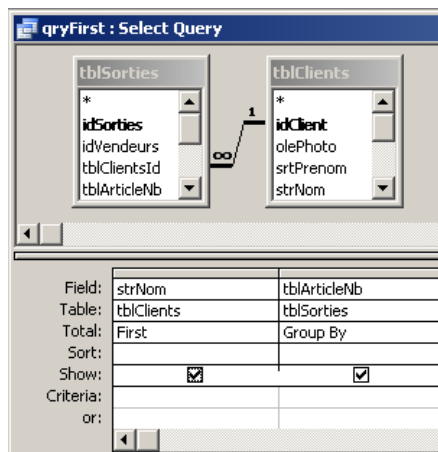 qryFirst : Select Query
tblSorties
*
idSorties
idVendeurs
tblClientsId
tblArticleNb
∞
1
tblClients
*
idClient
olePhoto
srtPrenom
strNom
Field: strNom tblArticleNb
Table: tblClients tblSorties
Total: First Group By
Sort:
Show:
Criteria:
or: